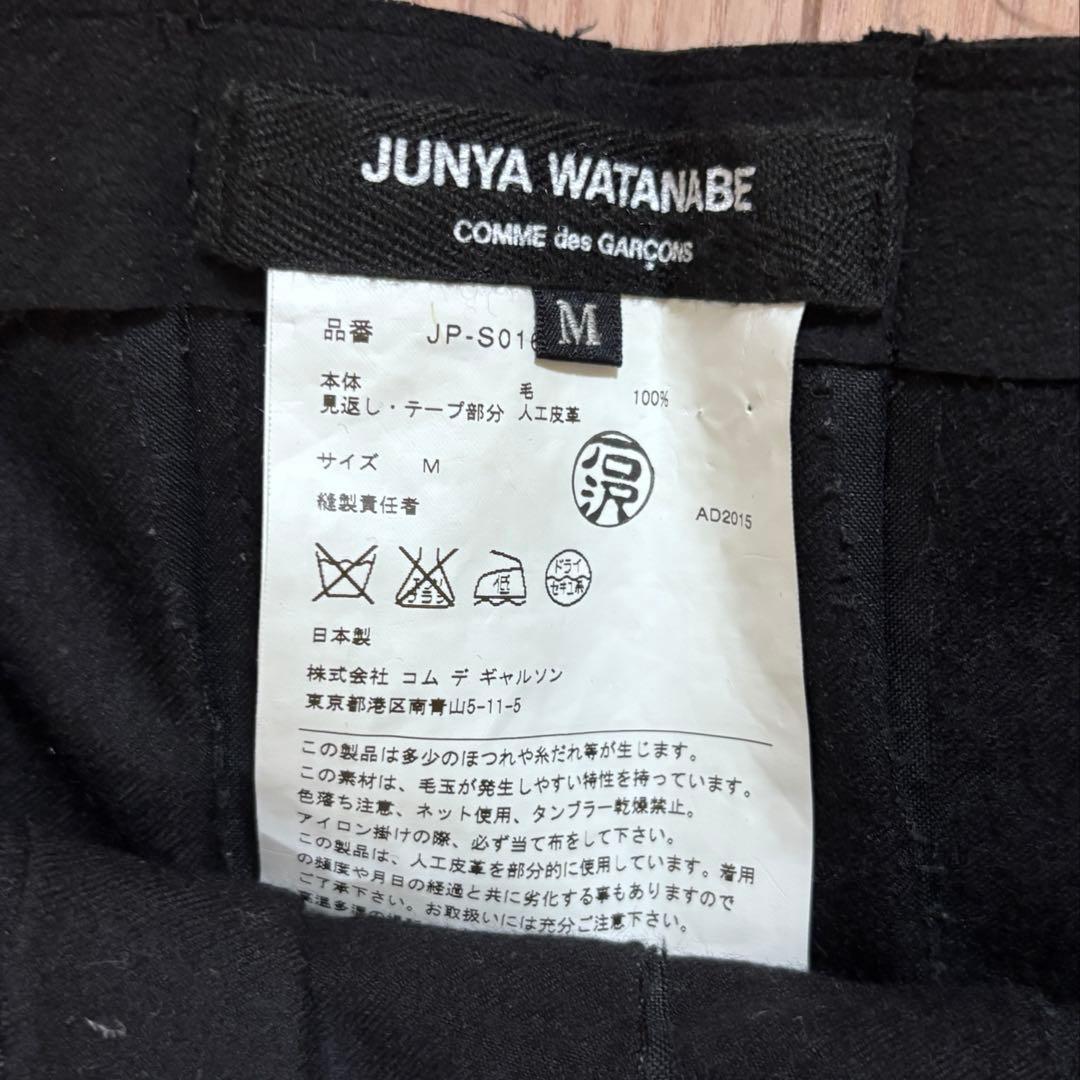 JUNYA WATANABE
COMME des GARÇONS
M
品番 JP-S016
本体 毛 100%
見返し・テープ部分 人工皮革
サイズ M
縫製責任者
AD2015
低
ドライ
セキユ系
日本製
株式会社 コム デ ギャルソン
東京都港区南青山5-11-5
この製品は多少のほつれや糸だれ等が生じます。
この素材は、毛玉が発生しやすい特性を持っています。
色落ち注意、ネット使用、タンブラー乾燥禁止。
アイロン掛けの際、必ず当て布をして下さい。
この製品は、人工皮革を部分的に使用しています。着用
の頻度や月日の経過と共に劣化する事もありますので
ご了承下さい。お取扱いには充分ご注意下さい。
高温多湿の